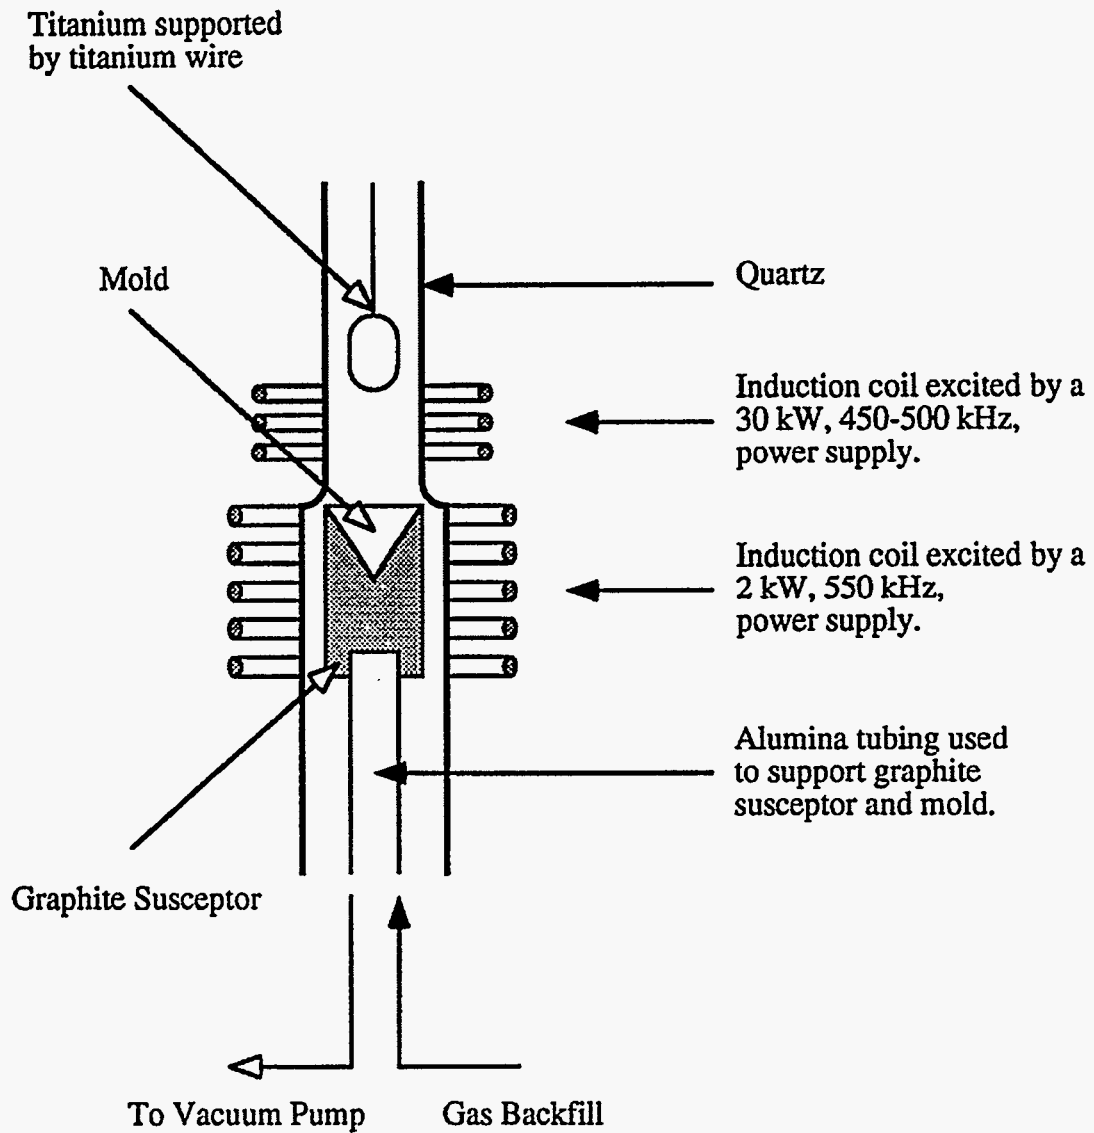 Titanium supported
by titanium wire
Mold
Quartz
Induction coil excited by a
30 kW, 450-500 kHz,
power supply.
Induction coil excited by a
2 kW, 550 kHz,
power supply.
Alumina tubing used
to support graphite
susceptor and mold.
Graphite Susceptor
To Vacuum Pump
Gas Backfill